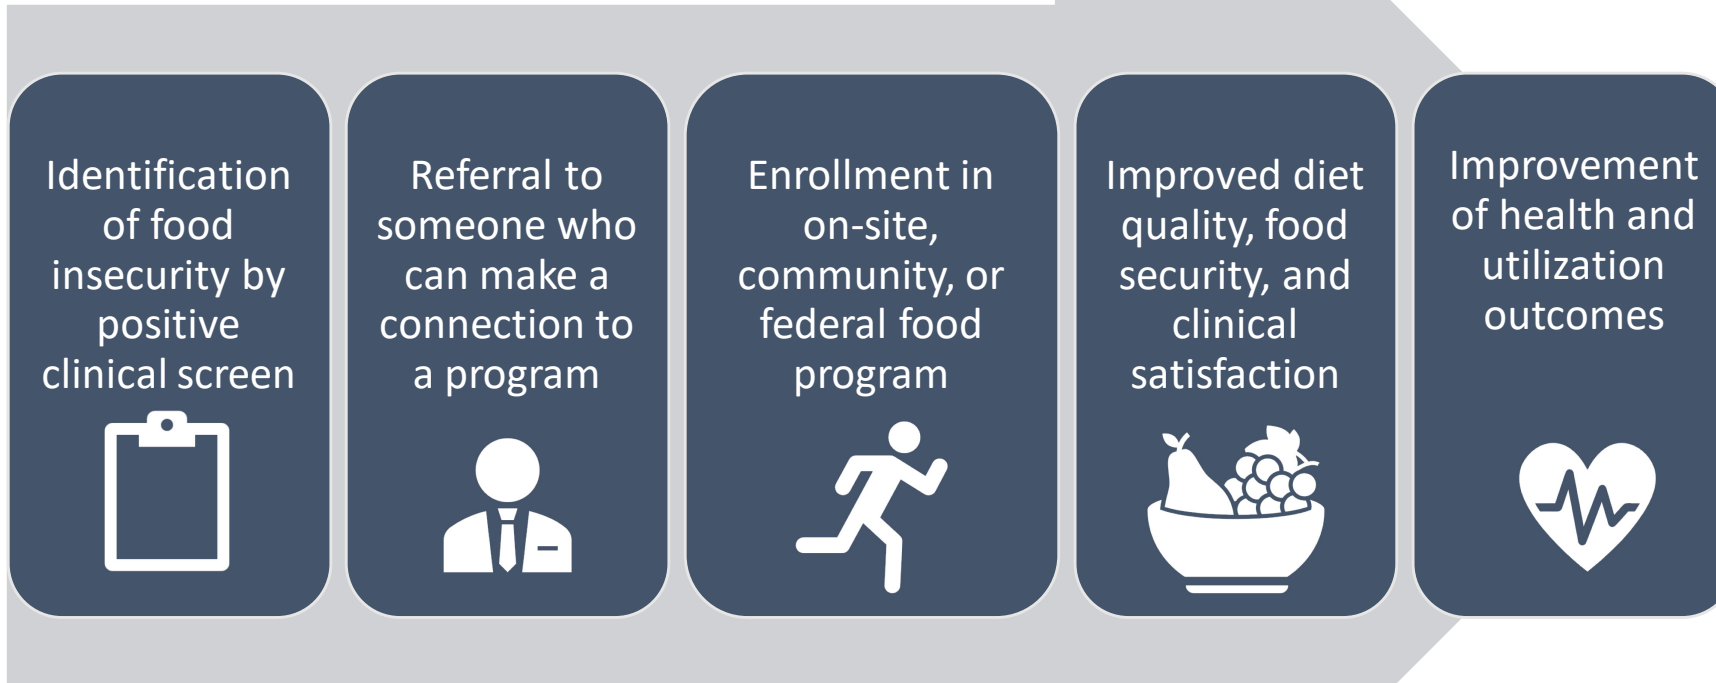 Identification
of food
insecurity by
positive
clinical screen
Referral to
someone who
can make a
connection to
a program
Enrollment in
on-site,
community, or
federal food
program
Improved diet
quality, food
security, and
clinical
satisfaction
Improvement
of health and
utilization
outcomes